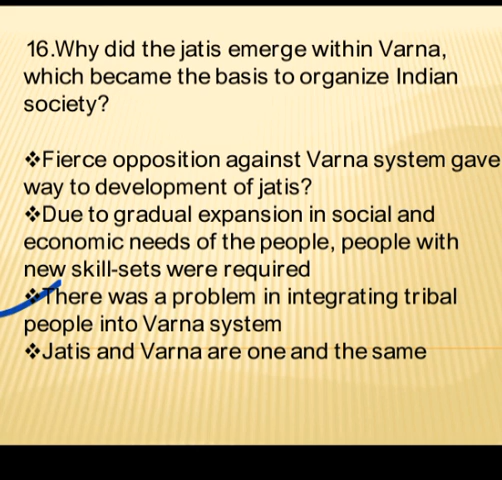 16.Why did the jatis emerge within Varna,
which became the basis to organize Indian
society?
❖Fierce opposition against Varna system gave
way to development of jatis?
❖Due to gradual expansion in social and
economic needs of the people, people with
new skill-sets were required
❖There was a problem in integrating tribal
people into Varna system
❖Jatis and Varna are one and the same